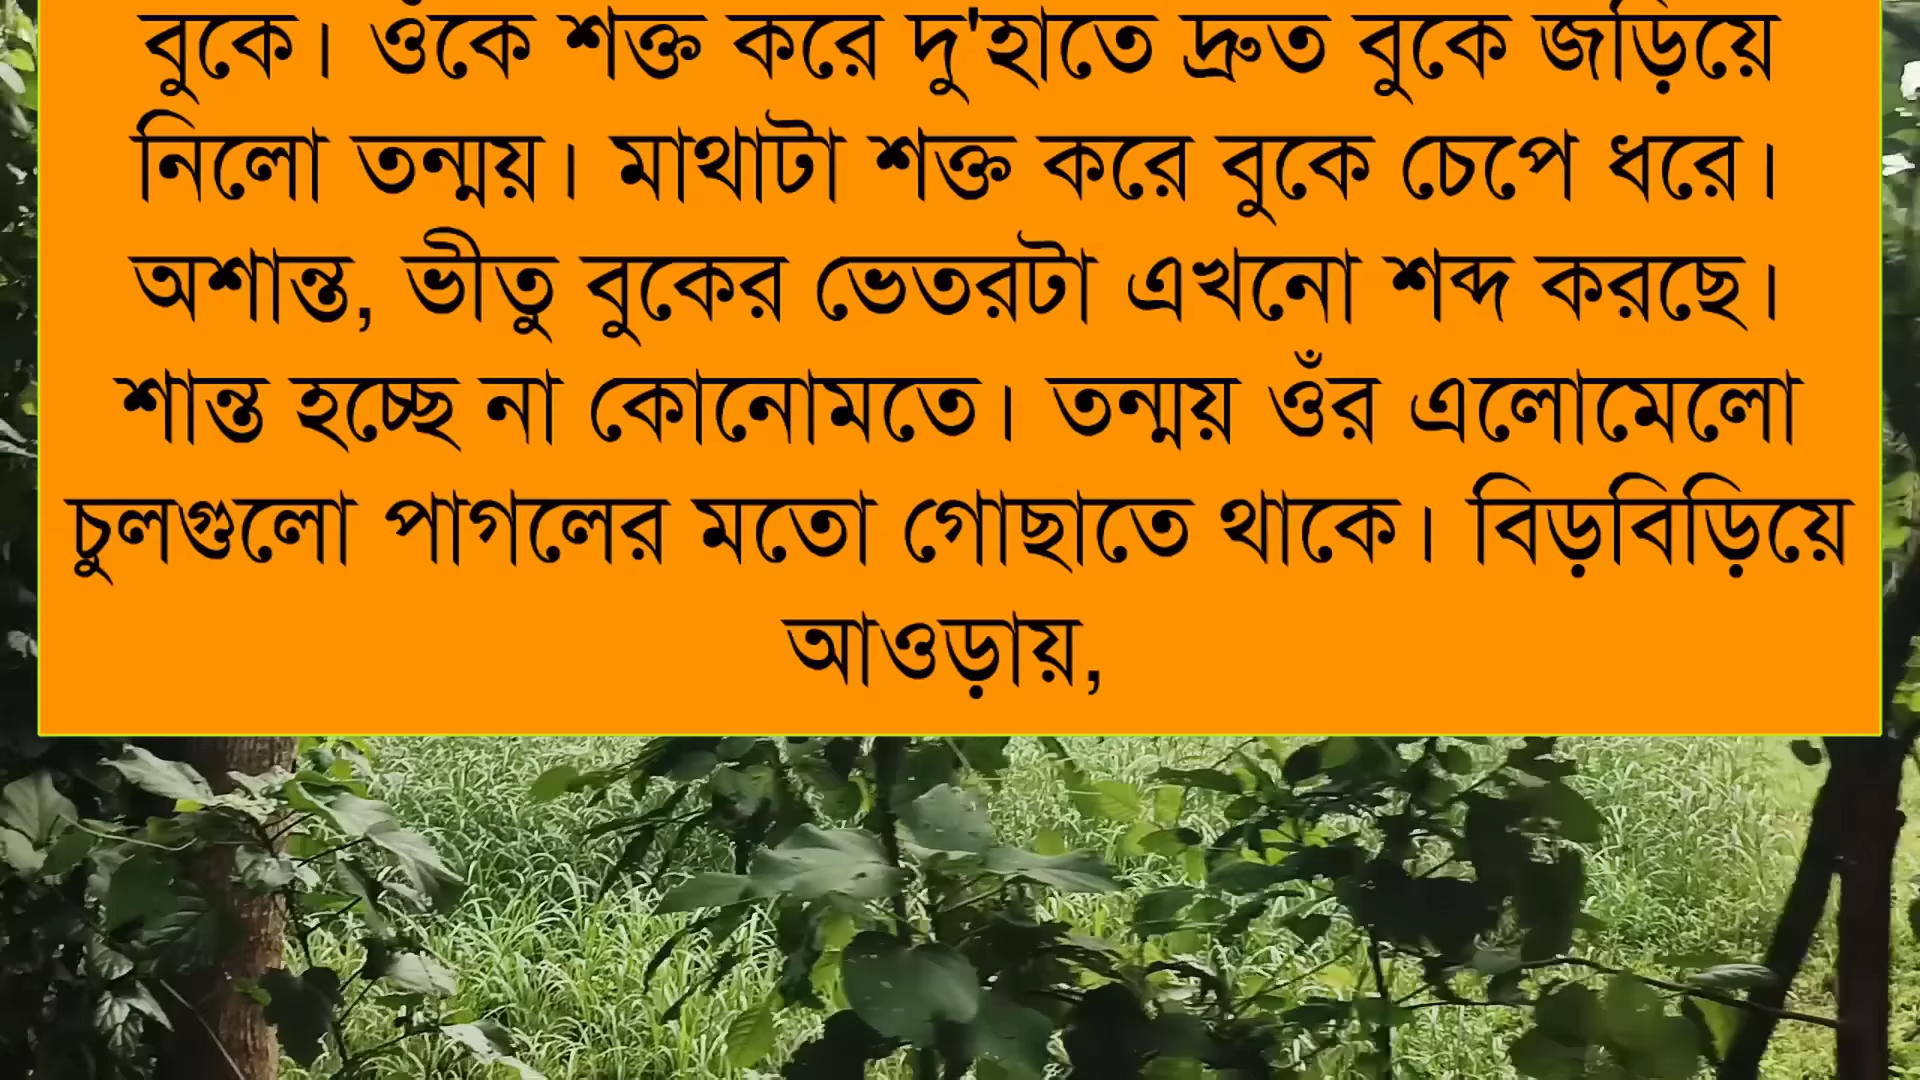 বুকে। ওঁকে শক্ত করে দু'হাতে দ্রুত বুকে জড়িয়ে
নিলো তন্ময়। মাথাটা শক্ত করে বুকে চেপে ধরে।
অশান্ত, ভীতু বুকের ভেতরটা এখনো শব্দ করছে।
শান্ত হচ্ছে না কোনোমতে। তন্ময় ওঁর এলোমেলো
চুলগুলো পাগলের মতো গোছাতে থাকে। বিড়বিড়িয়ে
আওড়ায়,